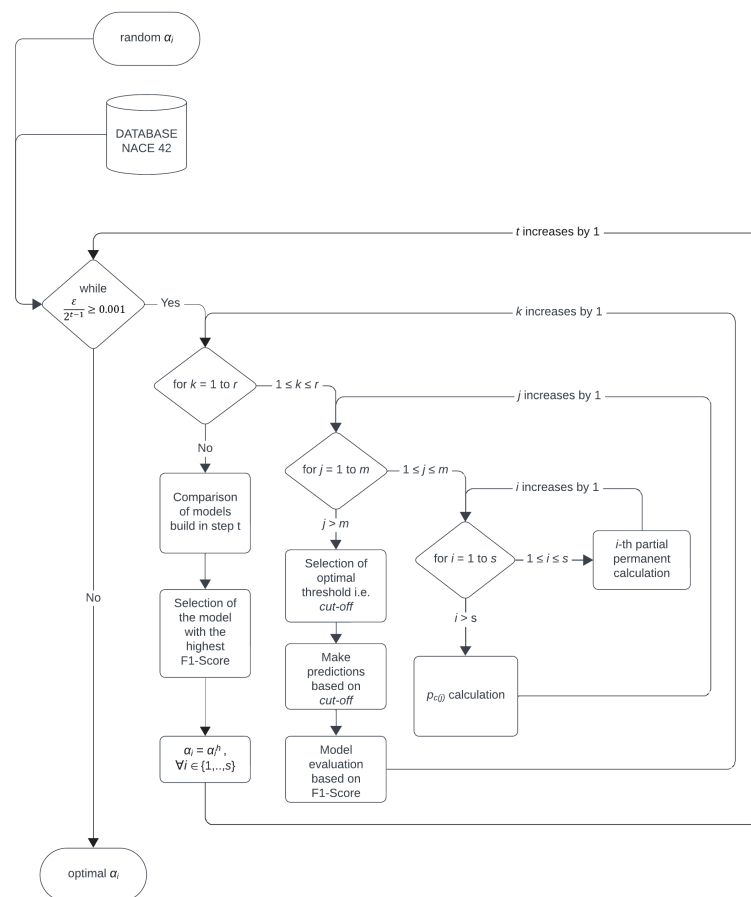 random αᵢ
DATABASE
NACE 42
t increases by 1
while
ε / 2ᵗ⁻¹ ≥ 0.001
Yes
k increases by 1
for k = 1 to r
1 ≤ k ≤ r
j increases by 1
No
for j = 1 to m
1 ≤ j ≤ m
i increases by 1
Comparison
of models
build in step t
j > m
for i = 1 to s
1 ≤ i ≤ s
i-th partial
permanent
calculation
Selection of
optimal
threshold i.e.
cut-off
No
Selection of
the model
with the
highest
F1-Score
i > s
Make
predictions
based on
cut-off
p_c(j) calculation
αᵢ = αᵢʰ ,
∀i ∈ {1,..,s}
Model
evaluation
based on
F1-Score
optimal αᵢ